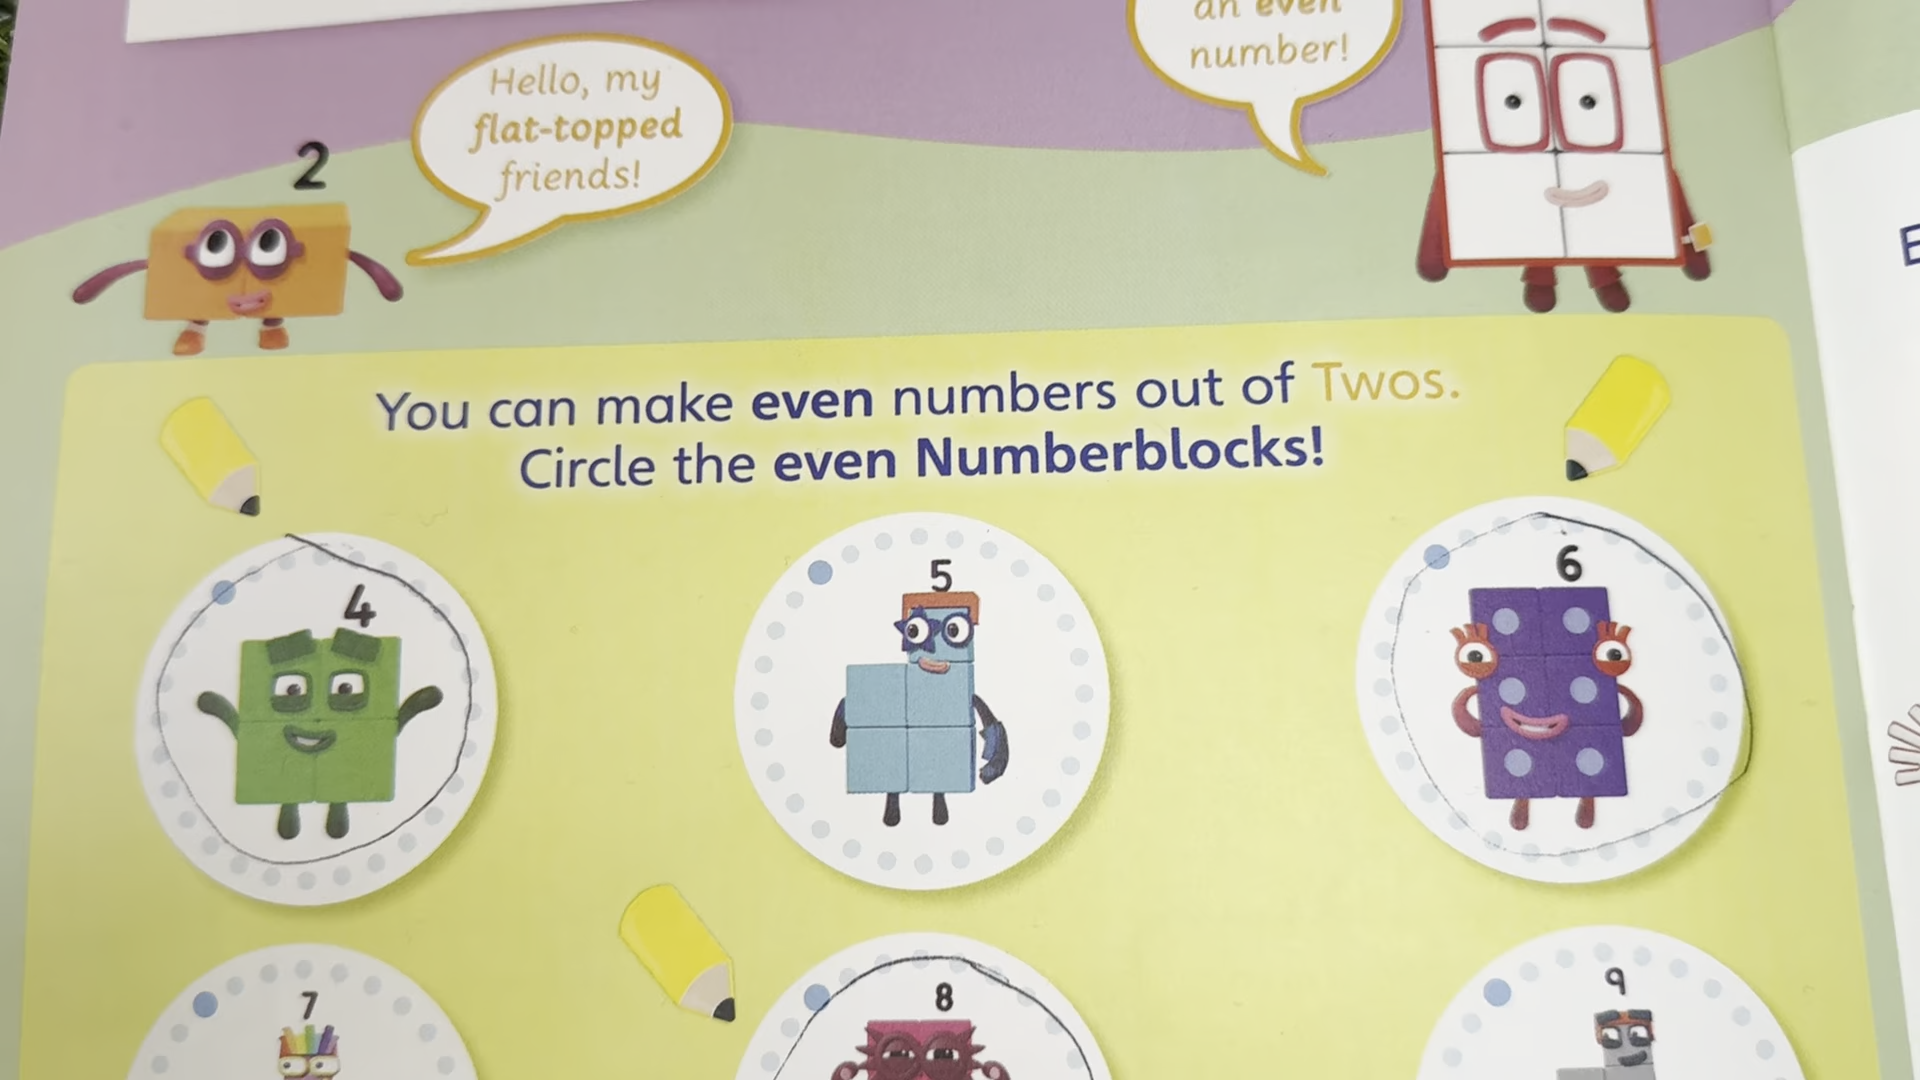 an even
number!
Hello, my
flat-topped
friends!
2
You can make even numbers out of Twos.
Circle the even Numberblocks!
4
5
6
7
8
9
E